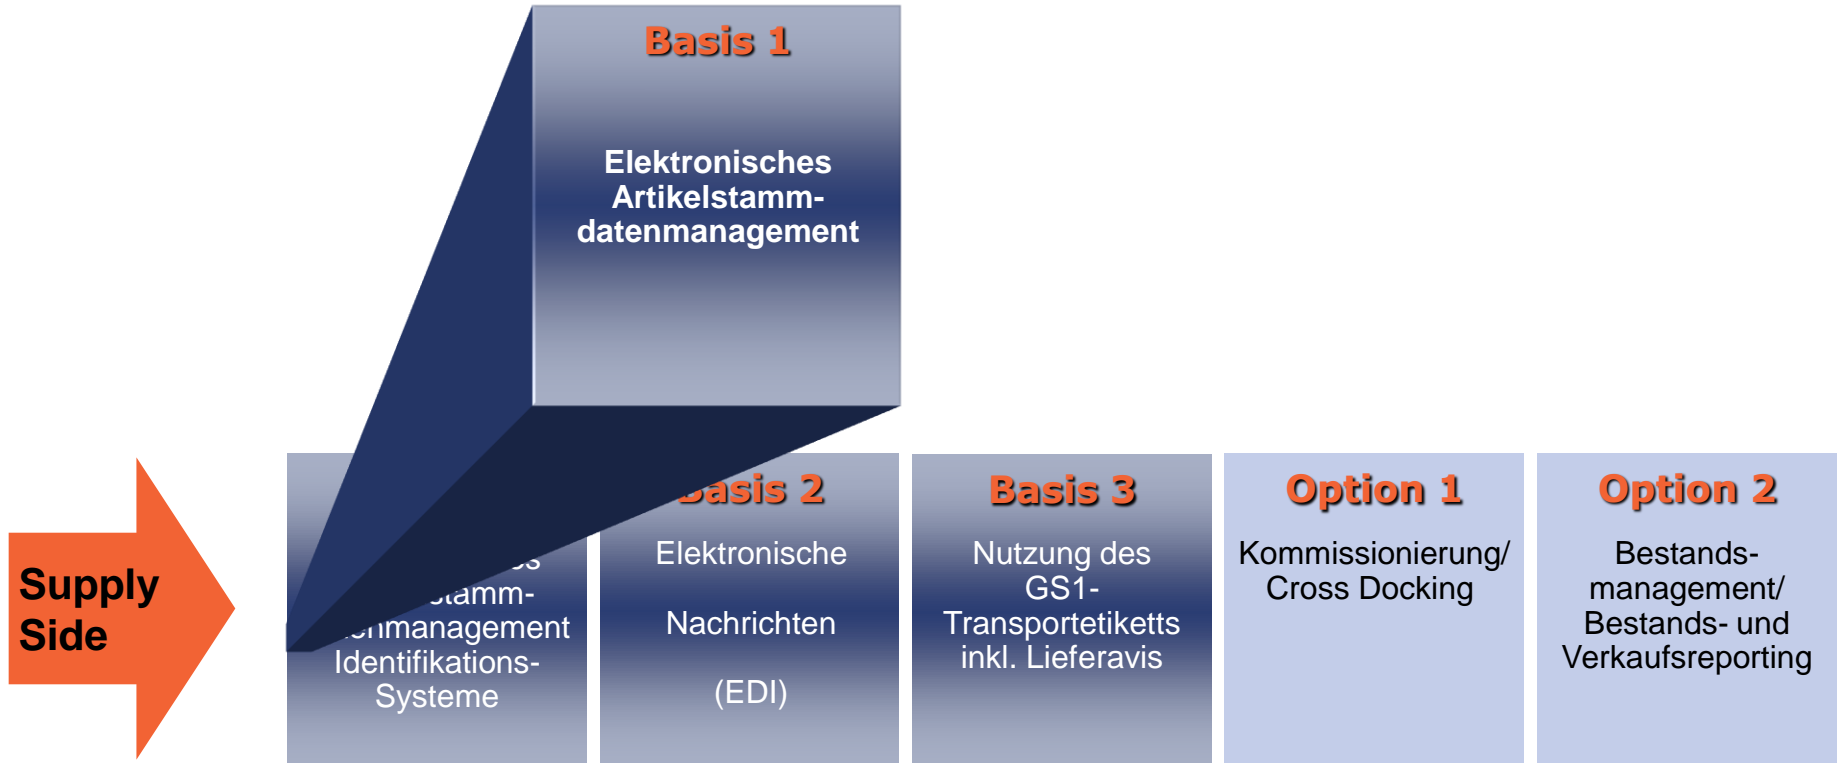 Basis 1
Elektronisches
Artikelstamm-
datenmanagement
Supply
Side
Identifikations-
Systeme
Basis 2
Elektronische
Nachrichten
(EDI)
Basis 3
Nutzung des
GS1-
Transportetiketts
inkl. Lieferavis
Option 1
Kommissionierung/
Cross Docking
Option 2
Bestands-
management/
Bestands- und
Verkaufsreporting